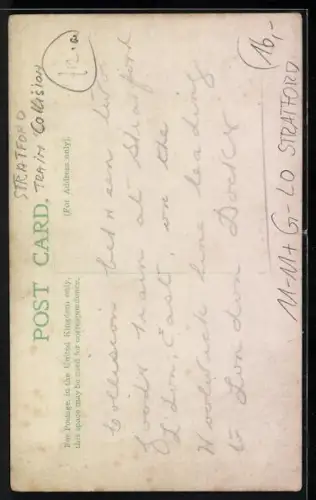 STRATFORD
TRAIN Collision
12.-
16,-
POST CARD.
For Postage, in the United Kingdom only, this space may be used for correspondence.
(For Address only).
Collision between two
Goods train at Stratford
Ldon, East, on the
Woolwich line leading
to London Docks
M-M+G-LO STRATFORD